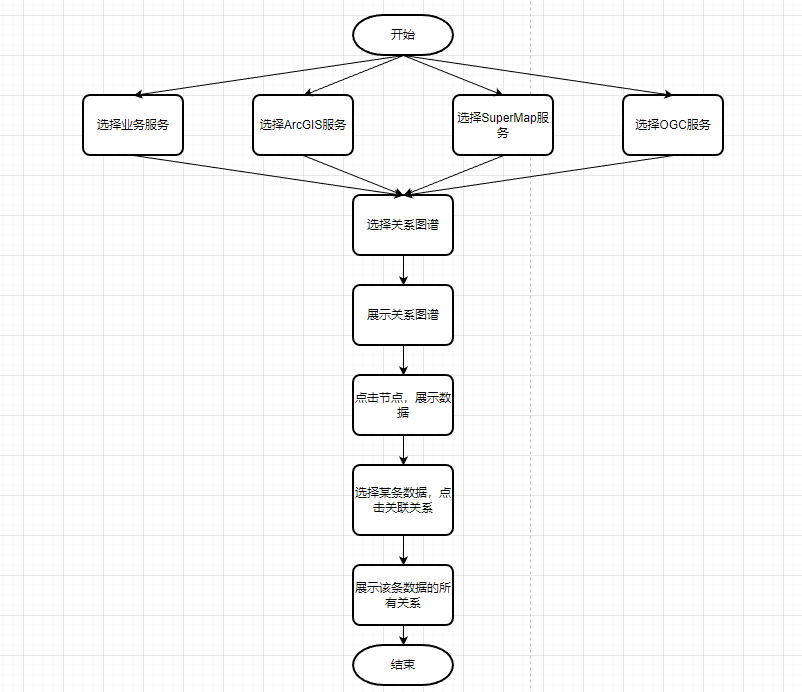 开始
选择业务服务
选择ArcGIS服务
选择SuperMap服
务
选择OGC服务
选择关系图谱
展示关系图谱
点击节点，展示数
据
选择某条数据，点
击关联关系
展示该条数据的所
有关系
结束